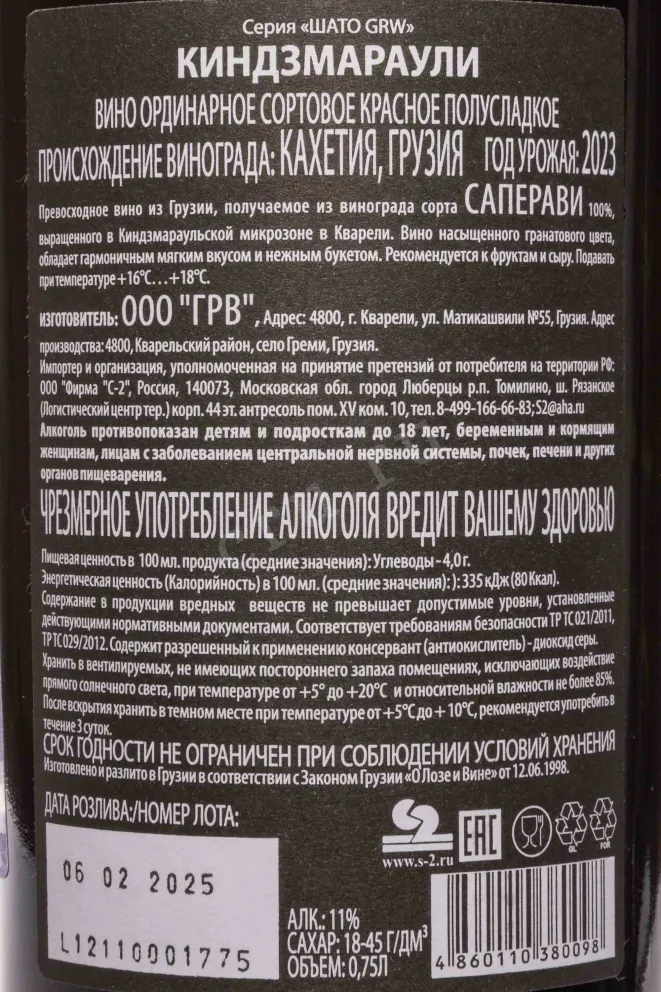 Серия «ШАТО GRW»
КИНДЗМАРАУЛИ
ВИНО ОРДИНАРНОЕ СОРТОВОЕ КРАСНОЕ ПОЛУСЛАДКОЕ
ПРОИСХОЖДЕНИЕ ВИНОГРАДА: КАХЕТИЯ, ГРУЗИЯ ГОД УРОЖАЯ: 2023
Превосходное вино из Грузии, получаемое из винограда сорта САПЕРАВИ 100%,
выращенного в Киндзмараульской микрозоне в Кварели. Вино насыщенного гранатового цвета,
обладает гармоничным мягким вкусом и нежным букетом. Рекомендуется к фруктам и сыру. Подавать
при температуре +16°С...+18°С.
ИЗГОТОВИТЕЛЬ: ООО "ГРВ", Адрес: 4800, г. Кварели, ул. Матикашвили №55, Грузия. Адрес
производства: 4800, Кварельский район, село Греми, Грузия.
Импортер и организация, уполномоченная на принятие претензий от потребителя на территории РФ:
ООО "Фирма "С-2", Россия, 140073, Московская обл. город Люберцы р.п. Томилино, ш. Рязанское
(Логистический центр тер.) корп. 44 эт. антресоль пом. XV ком. 10, тел. 8-499-166-66-83; S2@aha.ru
Алкоголь противопоказан детям и подросткам до 18 лет, беременным и кормящим
женщинам, лицам с заболеванием центральной нервной системы, почек, печени и других
органов пищеварения.
ЧРЕЗМЕРНОЕ УПОТРЕБЛЕНИЕ АЛКОГОЛЯ ВРЕДИТ ВАШЕМУ ЗДОРОВЬЮ
Пищевая ценность в 100 мл. продукта (средние значения): Углеводы - 4,0 г.
Энергетическая ценность (Калорийность) в 100 мл. (средние значения): ): 335 кДж (80 Ккал).
Содержание в продукции вредных веществ не превышает допустимые уровни, установленные
действующими нормативными документами. Соответствует требованиям безопасности ТР ТС 021/2011,
ТР ТС 029/2012. Содержит разрешенный к применению консервант (антиокислитель) - диоксид серы.
Хранить в вентилируемых, не имеющих постороннего запаха помещениях, исключающих воздействие
прямого солнечного света, при температуре от +5° до +20°С и относительной влажности не более 85%.
После вскрытия хранить в темном месте при температуре от +5°С до + 10°С, рекомендуется употребить в
течение 3 суток.
СРОК ГОДНОСТИ НЕ ОГРАНИЧЕН ПРИ СОБЛЮДЕНИИ УСЛОВИЙ ХРАНЕНИЯ
Изготовлено и разлито в Грузии в соответствии с Законом Грузии «О Лозе и Вине» от 12.06.1998.
ДАТА РОЗЛИВА:/НОМЕР ЛОТА:
06 02 2025
L12110001775
S-2
www.s-2.ru
EAC
GL
FOR
АЛК.: 11%
САХАР: 18-45 Г/ДМ³
ОБЪЕМ: 0,75Л
4 860110 380098